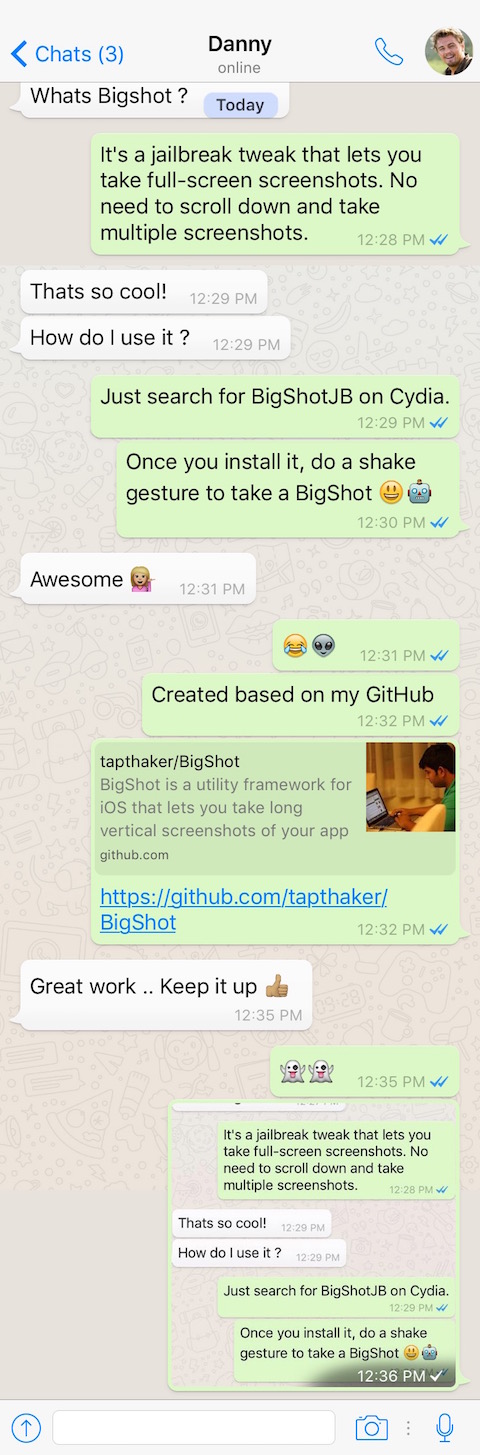 Chats (3)
Danny
online
Whats Bigshot ?
Today
It's a jailbreak tweak that lets you
take full-screen screenshots. No
need to scroll down and take
multiple screenshots.
12:28 PM
Thats so cool!
12:29 PM
How do I use it ?
12:29 PM
Just search for BigShotJB on Cydia.
12:29 PM
Once you install it, do a shake
gesture to take a BigShot 😃🤖
12:30 PM
Awesome 💁🏼
12:31 PM
😂👽
12:31 PM
Created based on my GitHub
12:32 PM
tapthaker/BigShot
BigShot is a utility framework for
iOS that lets you take long
vertical screenshots of your app
github.com
https://github.com/tapthaker/
BigShot
12:32 PM
Great work .. Keep it up 👍🏽
12:35 PM
👻👻
12:35 PM
It's a jailbreak tweak that lets you
take full-screen screenshots. No
need to scroll down and take
multiple screenshots.
12:28 PM
Thats so cool!
12:29 PM
How do I use it ?
12:29 PM
Just search for BigShotJB on Cydia.
12:29 PM
Once you install it, do a shake
gesture to take a BigShot 😃🤖
12:36 PM